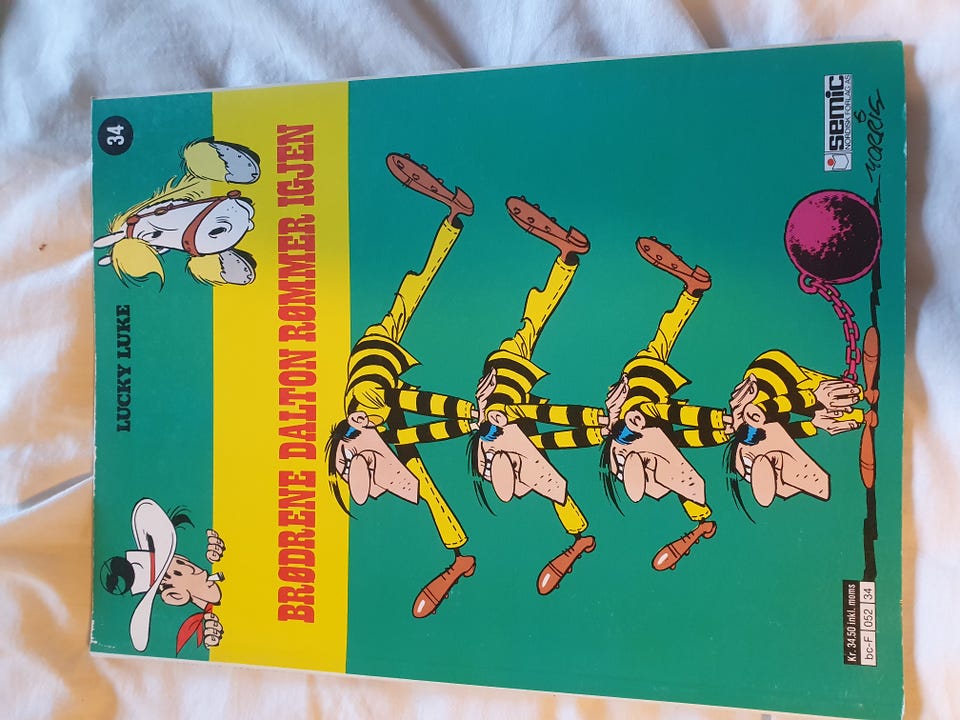 34
LUCKY LUKE
BRØDRENE DALTON RØMMER IGJEN
Kr. 34,50 inkl. moms
bc-F 052 34
semic
NORDISK FORLAG AS
MORRIS